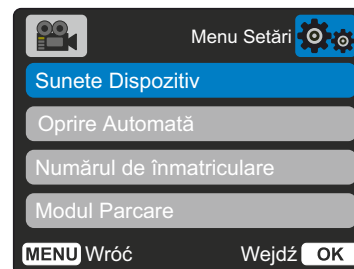 Menu Setări
Sunete Dispozitiv
Oprire Automată
Numărul de înmatriculare
Modul Parcare
MENU Wróć Wejdź OK